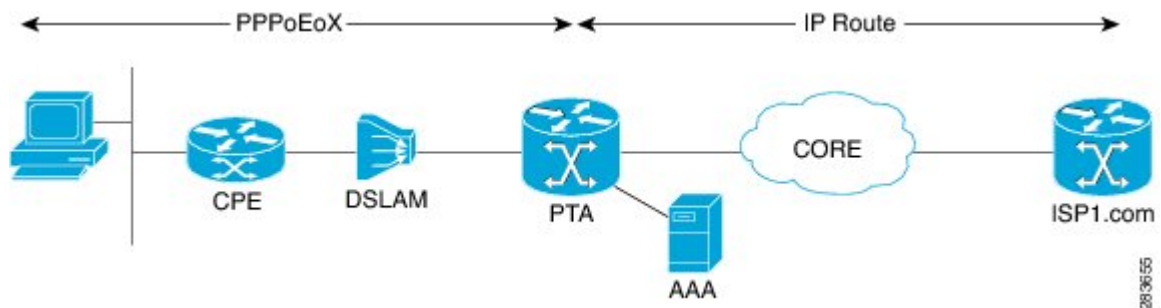 PPPoEoX
IP Route
CORE
CPE
DSLAM
PTA
ISP1.com
AAA
283655